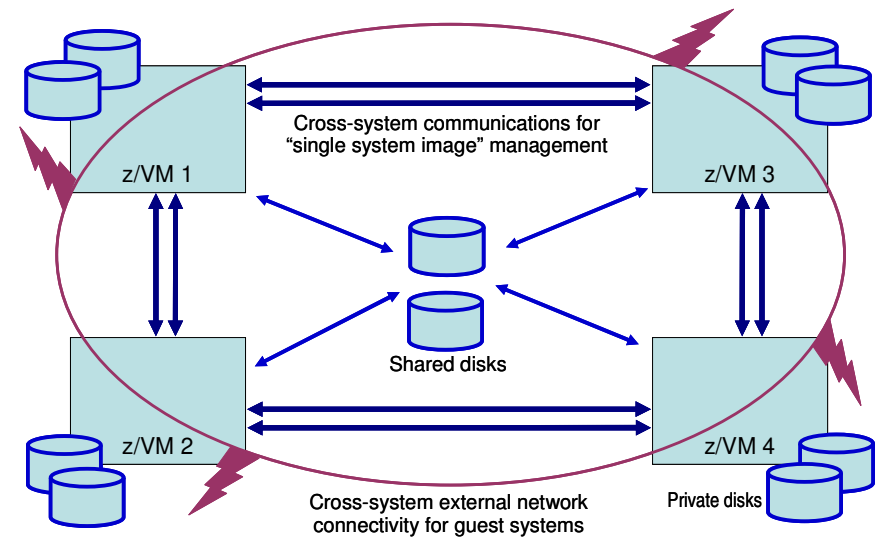 Cross-system communications for
“single system image” management
z/VM 1
z/VM 3
Shared disks
z/VM 2
z/VM 4
Cross-system external network
connectivity for guest systems
Private disks